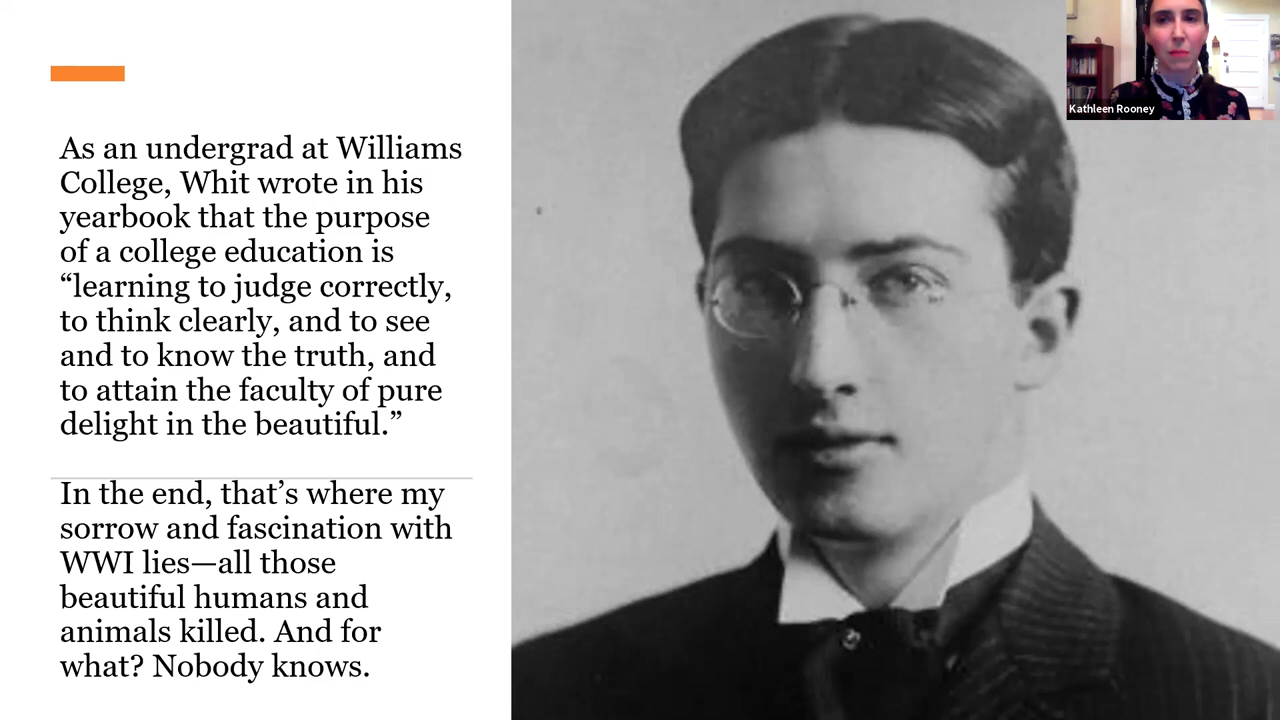 As an undergrad at Williams
College, Whit wrote in his
yearbook that the purpose
of a college education is
“learning to judge correctly,
to think clearly, and to see
and to know the truth, and
to attain the faculty of pure
delight in the beautiful.”
In the end, that’s where my
sorrow and fascination with
WWI lies—all those
beautiful humans and
animals killed. And for
what? Nobody knows.
Kathleen Rooney